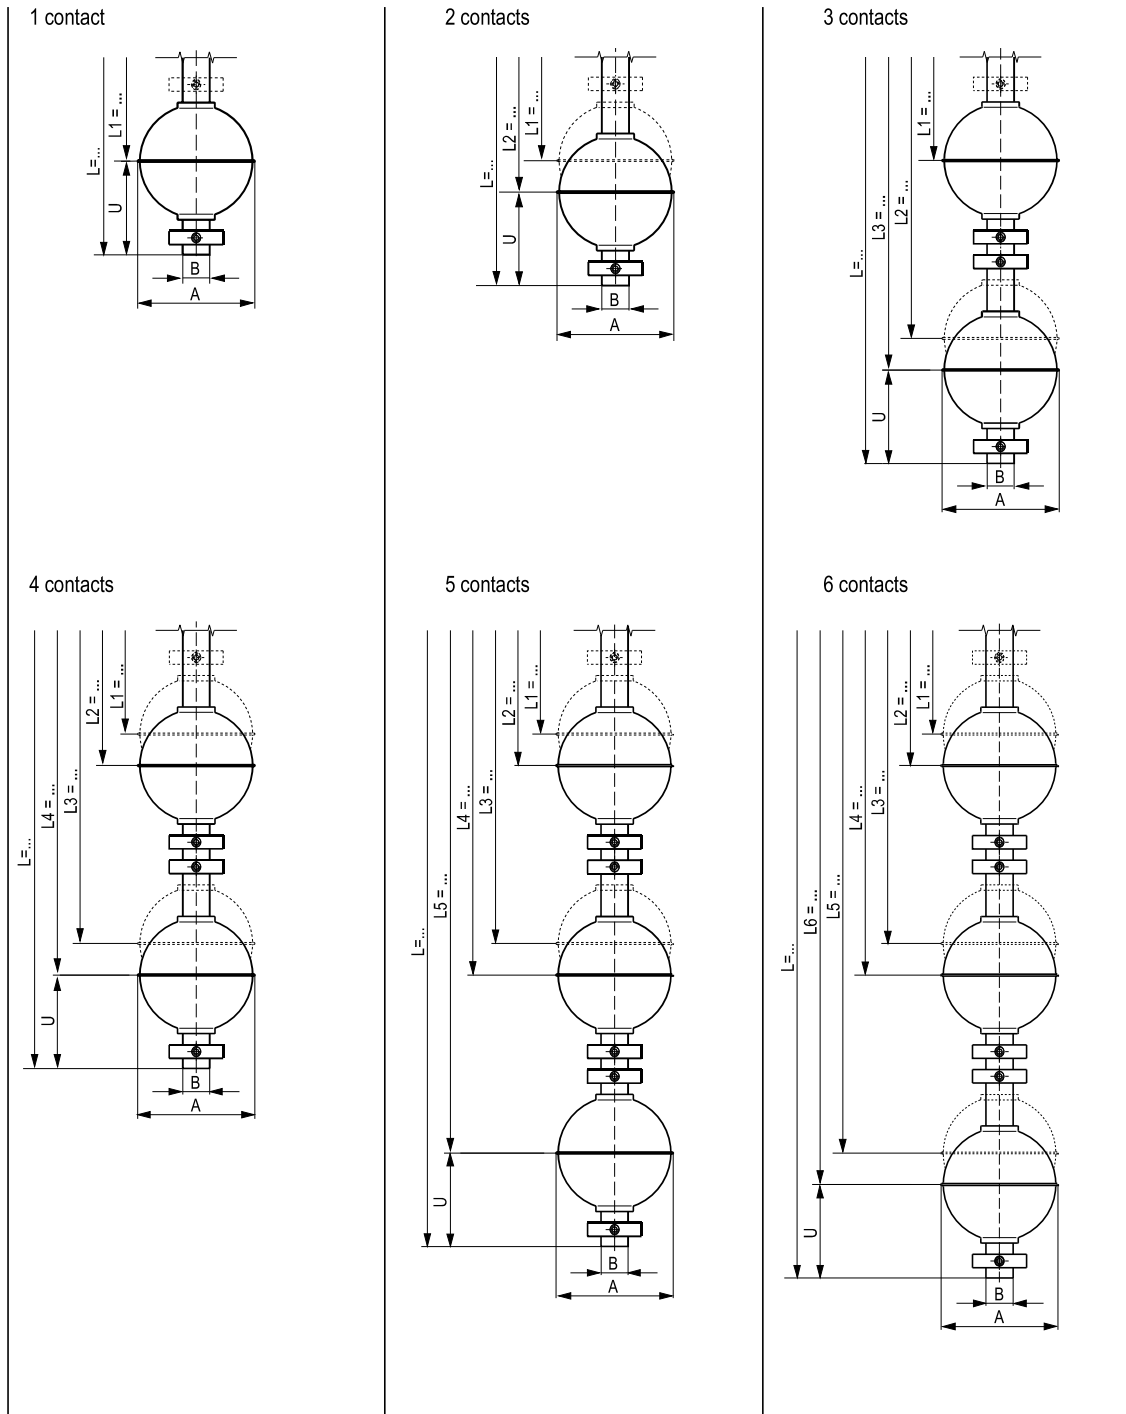 1 contact
L=...
L1 = ...
U
B
A
2 contacts
L=...
L2 = ...
L1 = ...
U
B
A
3 contacts
L=...
L3 = ...
L2 = ...
L1 = ...
U
B
A
4 contacts
L=...
L4 = ...
L3 = ...
L2 = ...
L1 = ...
U
B
A
5 contacts
L=...
L5 = ...
L4 = ...
L3 = ...
L2 = ...
L1 = ...
U
B
A
6 contacts
L=...
L6 = ...
L5 = ...
L4 = ...
L3 = ...
L2 = ...
L1 = ...
U
B
A